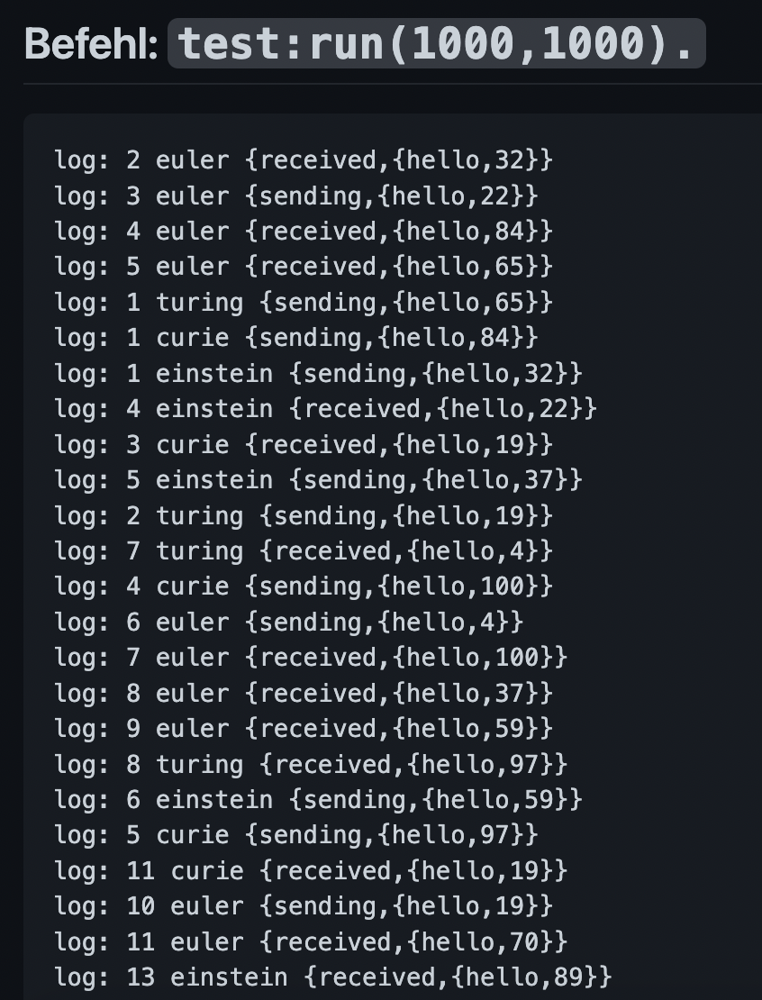 Befehl: test:run(1000,1000).
log: 2 euler {received,{hello,32}}
log: 3 euler {sending,{hello,22}}
log: 4 euler {received,{hello,84}}
log: 5 euler {received,{hello,65}}
log: 1 turing {sending,{hello,65}}
log: 1 curie {sending,{hello,84}}
log: 1 einstein {sending,{hello,32}}
log: 4 einstein {received,{hello,22}}
log: 3 curie {received,{hello,19}}
log: 5 einstein {sending,{hello,37}}
log: 2 turing {sending,{hello,19}}
log: 7 turing {received,{hello,4}}
log: 4 curie {sending,{hello,100}}
log: 6 euler {sending,{hello,4}}
log: 7 euler {received,{hello,100}}
log: 8 euler {received,{hello,37}}
log: 9 euler {received,{hello,59}}
log: 8 turing {received,{hello,97}}
log: 6 einstein {sending,{hello,59}}
log: 5 curie {sending,{hello,97}}
log: 11 curie {received,{hello,19}}
log: 10 euler {sending,{hello,19}}
log: 11 euler {received,{hello,70}}
log: 13 einstein {received,{hello,89}}